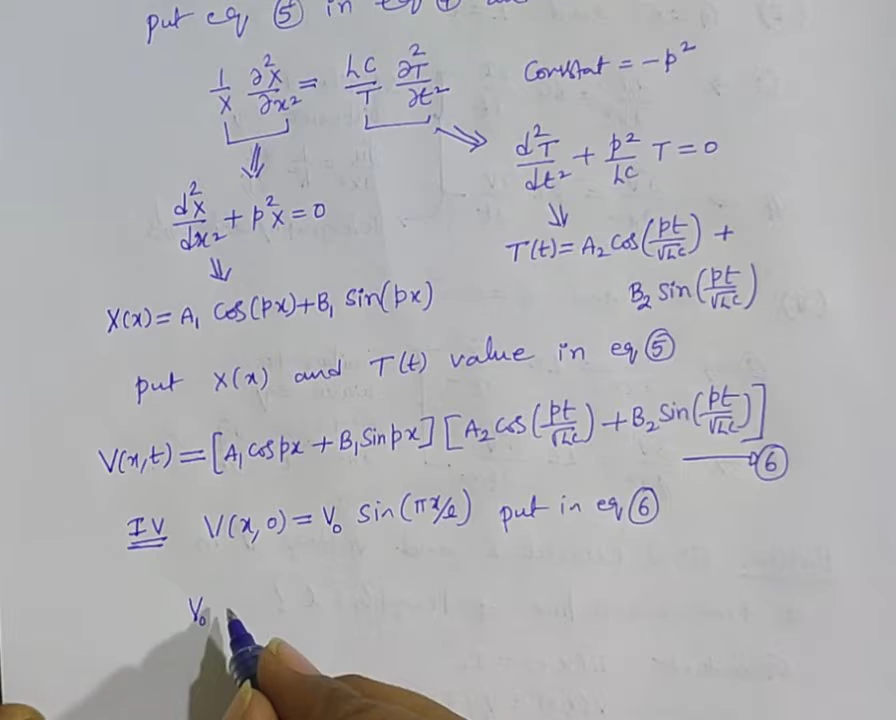 put eq ⑤ in eq ④
1/X ∂²X/∂x² = LC/T ∂²T/∂t² Constat = -p²
d²T/dt² + p²/LC T = 0
d²X/dx² + p²X = 0
T(t) = A₂ Cos(pt/√LC) +
B₂ Sin(pt/√LC)
X(x) = A₁ Cos(px) + B₁ Sin(px)
put X(x) and T(t) value in eq ⑤
V(x,t) = [A₁ Cos px + B₁ Sin px] [A₂ Cos(pt/√LC) + B₂ Sin(pt/√LC)]
→ ⑥
IV V(x,0) = V₀ Sin(πx/l) put in eq ⑥
V₀